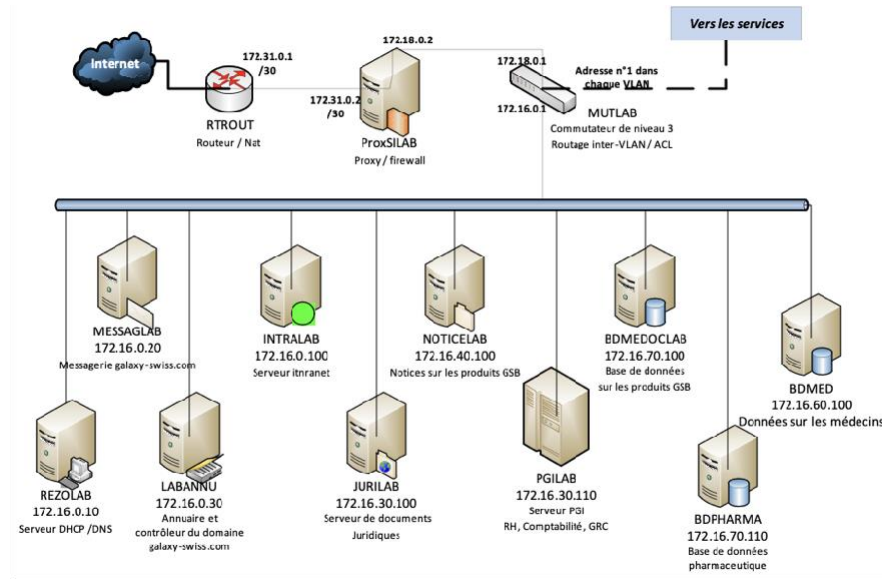 Vers les services
Internet
172.31.0.1
/30
RTROUT
Routeur / Nat
172.18.0.2
172.31.0.2
/30
ProxSILAB
Proxy / firewall
172.18.0.1
Adresse n°1 dans
chaque VLAN
172.16.0.1
MUTLAB
Commutateur de niveau 3
Routage inter-VLAN / ACL
MESSAGLAB
172.16.0.20
Messagerie galaxy-swiss.com
INTRALAB
172.16.0.100
Serveur itnranet
NOTICELAB
172.16.40.100
Notices sur les produits GSB
BDMEDOCLAB
172.16.70.100
Base de données
sur les produits GSB
BDMED
172.16.60.100
Données sur les médecins
REZOLAB
172.16.0.10
Serveur DHCP /DNS
LABANNU
172.16.0.30
Annuaire et
contrôleur du domaine
galaxy-swiss.com
JURILAB
172.16.30.100
Serveur de documents
Juridiques
PGILAB
172.16.30.110
Serveur PGI
RH, Comptabilité, GRC
BDPHARMA
172.16.70.110
Base de données
pharmaceutique